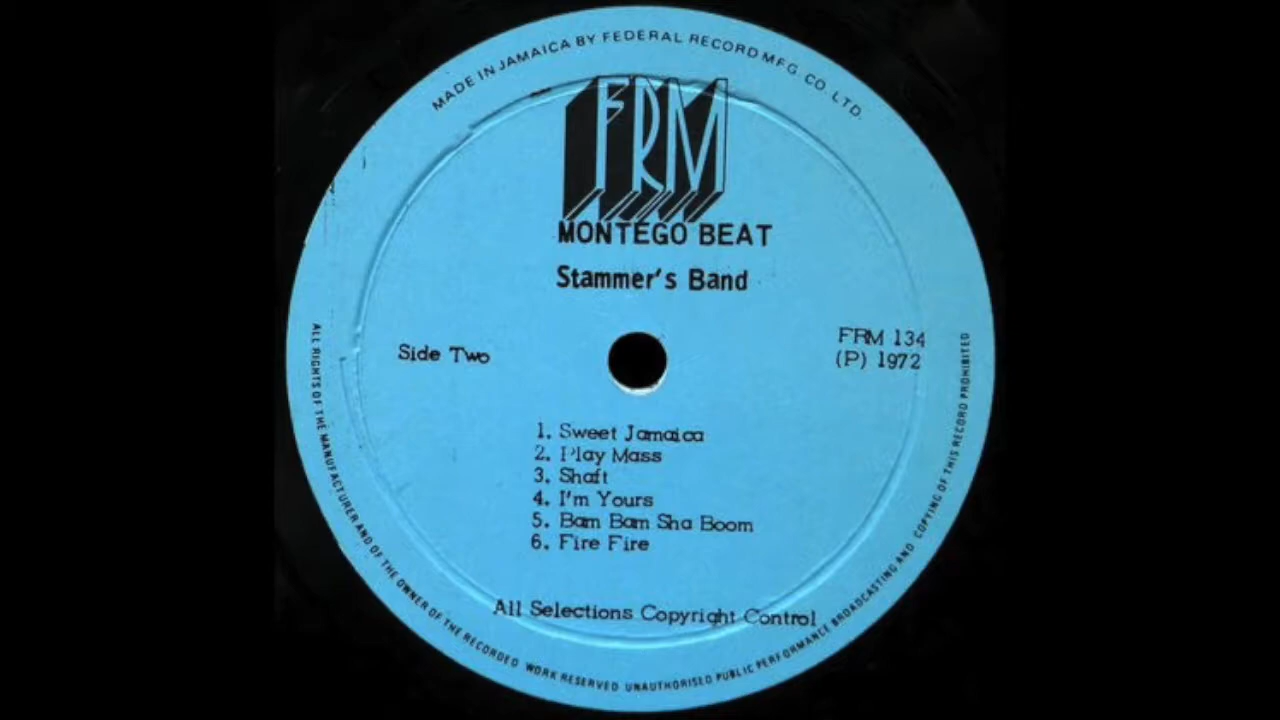 MADE IN JAMAICA BY FEDERAL RECORD MFG. CO. LTD.
FRM
MONTEGO BEAT
Stammer's Band
Side Two
FRM 134
(P) 1972
1. Sweet Jamaica
2. Play Mass
3. Shaft
4. I'm Yours
5. Bam Bam Sha Boom
6. Fire Fire
All Selections Copyright Control
ALL RIGHTS OF THE MANUFACTURER AND OF THE OWNER OF THE RECORDED WORK RESERVED UNAUTHORISED PUBLIC PERFORMANCE BROADCASTING AND COPYING OF THIS RECORD PROHIBITED